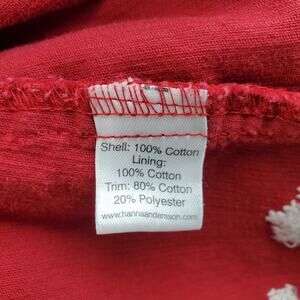 Shell: 100% Cotton
Lining:
100% Cotton
Trim: 80% Cotton
20% Polyester
www.hannaandersson.com